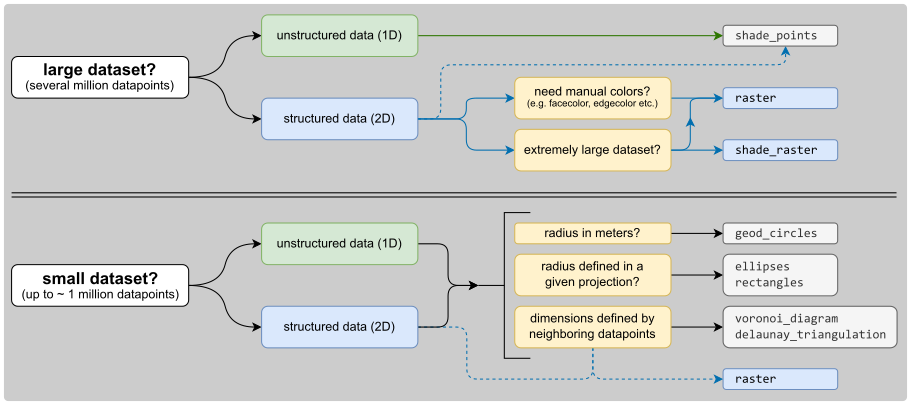 large dataset?
(several million datapoints)
unstructured data (1D)
shade_points
structured data (2D)
need manual colors?
(e.g. facecolor, edgecolor etc.)
raster
extremely large dataset?
shade_raster
small dataset?
(up to ~ 1 million datapoints)
unstructured data (1D)
structured data (2D)
radius in meters?
geod_circles
radius defined in a
given projection?
ellipses
rectangles
dimensions defined by
neighboring datapoints
voronoi_diagram
delaunay_triangulation
raster